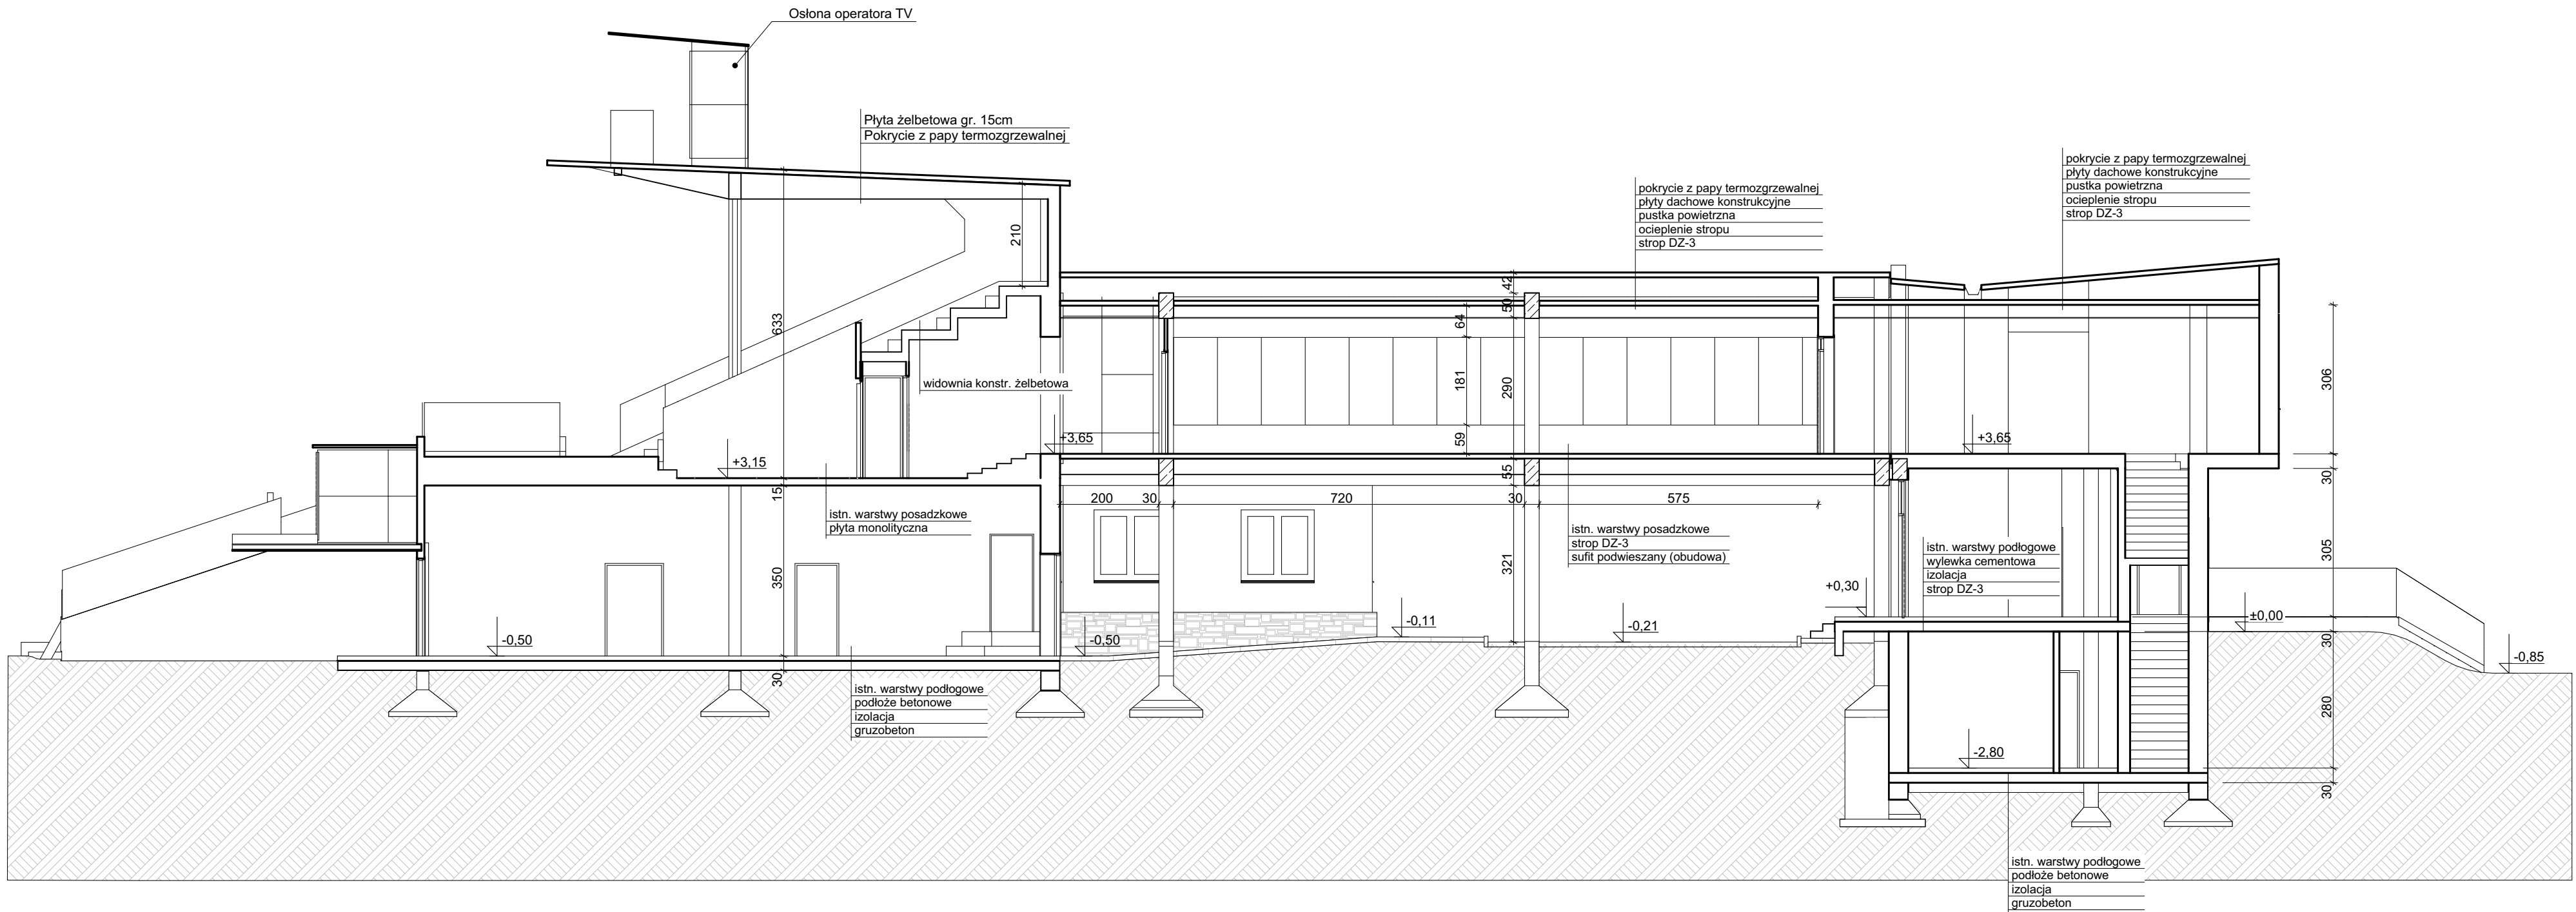 Osłona operatora TV
Płyta żelbetowa gr. 15cm
Pokrycie z papy termozgrzewalnej
pokrycie z papy termozgrzewalnej
płyty dachowe konstrukcyjne
pustka powietrzna
ocieplenie stropu
strop DZ-3
pokrycie z papy termozgrzewalnej
płyty dachowe konstrukcyjne
pustka powietrzna
ocieplenie stropu
strop DZ-3
210
42
50
64
633
290
181
59
306
widownia konstr. żelbetowa
+3,15
+3,65
+3,65
15
55
30
200
30
720
30
575
istn. warstwy posadzkowe
płyta monolityczna
istn. warstwy posadzkowe
strop DZ-3
sufit podwieszany (obudowa)
istn. warstwy podłogowe
wylewka cementowa
izolacja
strop DZ-3
350
321
305
+0,30
±0,00
-0,50
-0,50
-0,11
-0,21
30
-0,85
30
istn. warstwy podłogowe
podłoże betonowe
izolacja
gruzobeton
280
-2,80
30
istn. warstwy podłogowe
podłoże betonowe
izolacja
gruzobeton